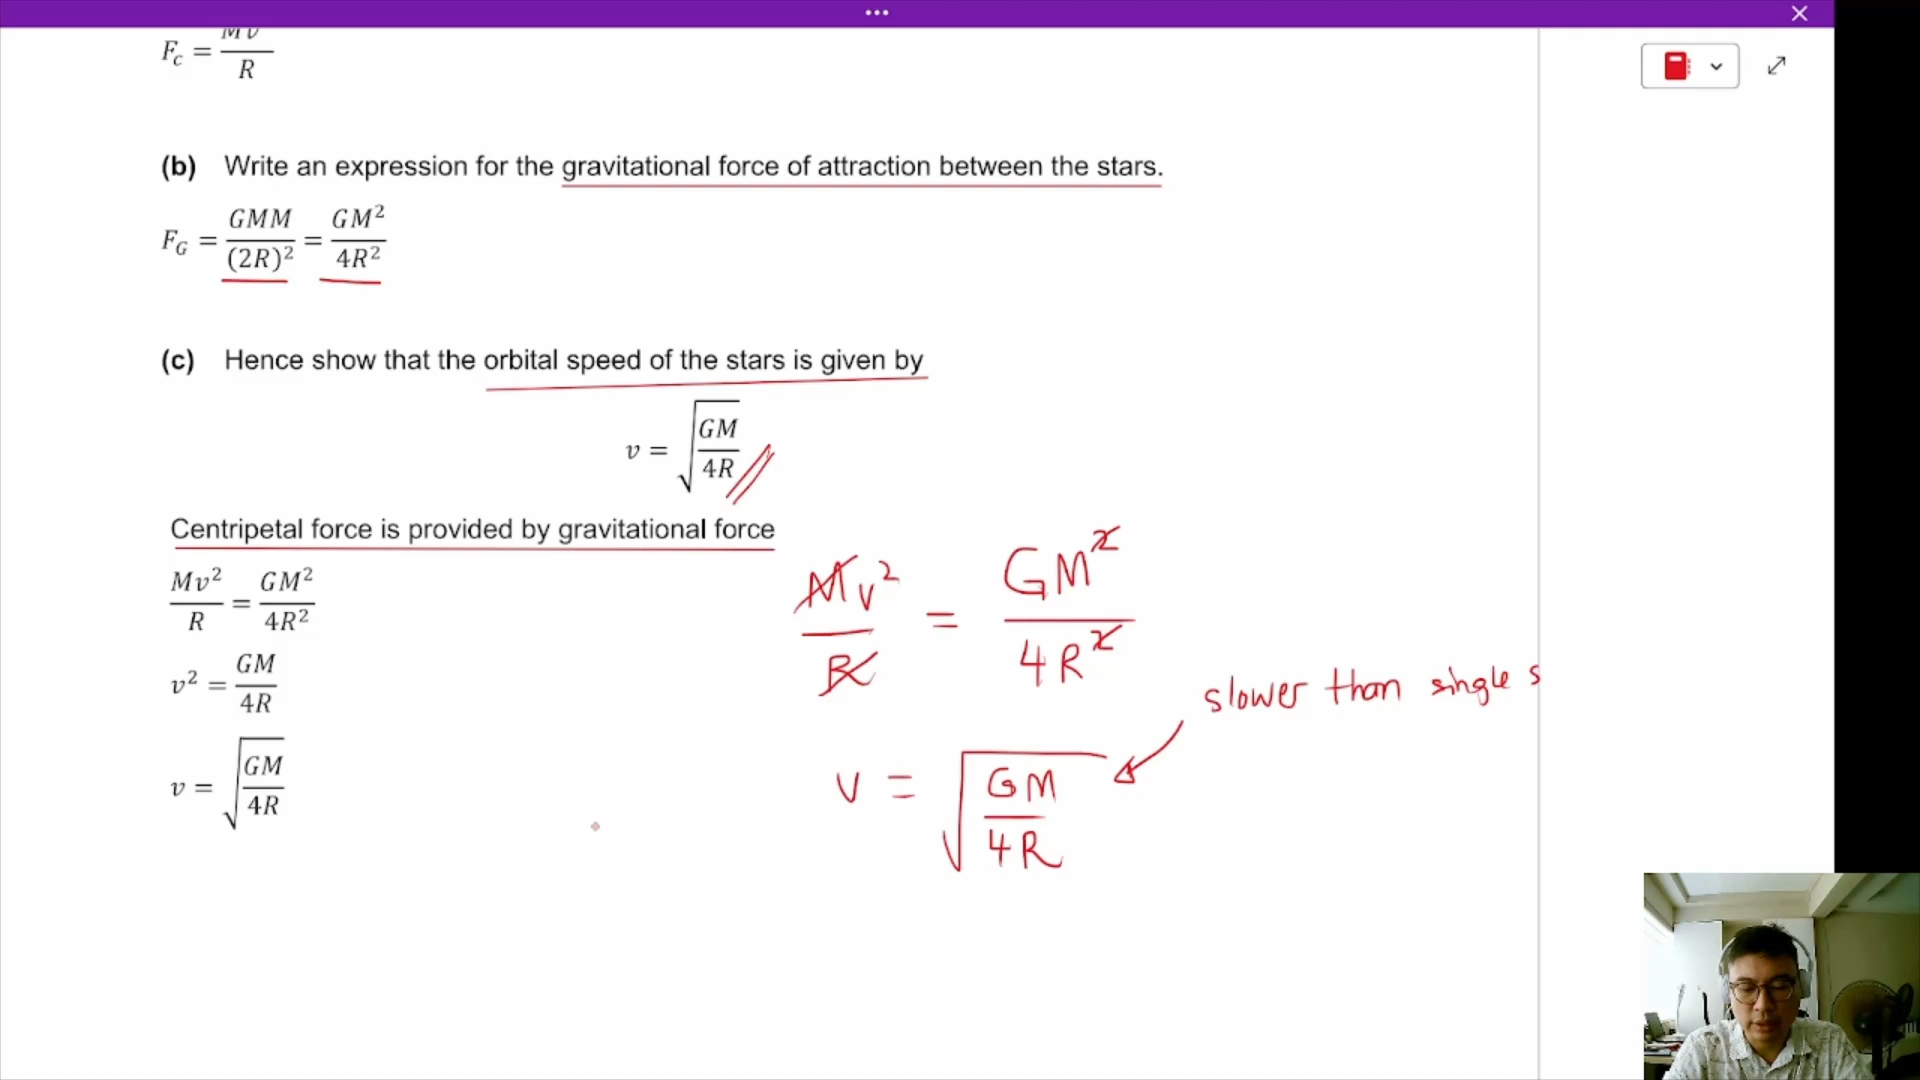 F_c = Mv / R
(b) Write an expression for the gravitational force of attraction between the stars.
F_G = GMM / (2R)² = GM² / 4R²
(c) Hence show that the orbital speed of the stars is given by
v = √(GM / 4R)
Centripetal force is provided by gravitational force
Mv² / R = GM² / 4R²
v² = GM / 4R
v = √(GM / 4R)
Mv² / R = GM² / 4R²
slower than single s
v = √(GM / 4R)